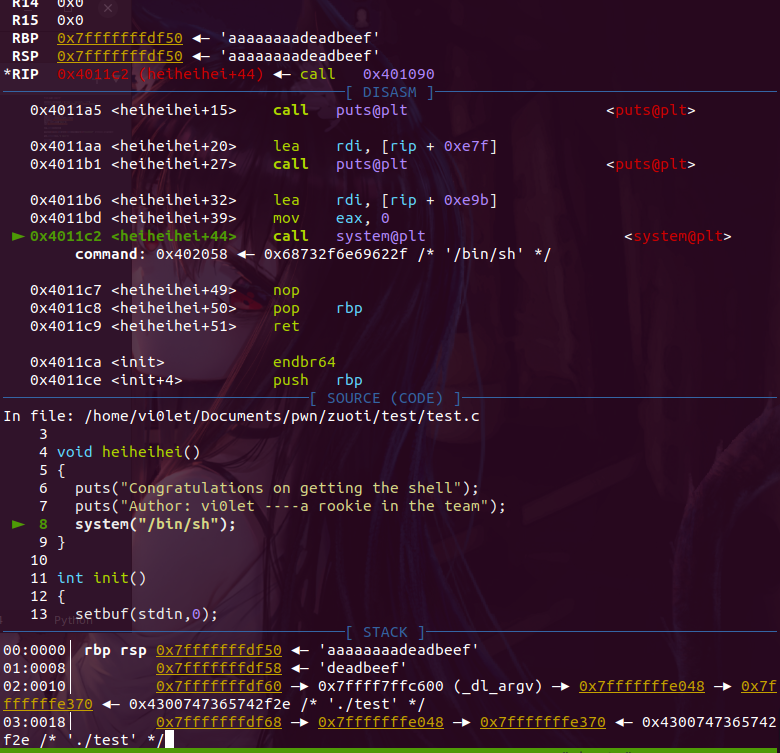 R14  0x0
R15  0x0
RBP  0x7fffffffdf50 ◂— 'aaaaaaaadeadbeef'
RSP  0x7fffffffdf50 ◂— 'aaaaaaaadeadbeef'
*RIP  0x4011c2 (heiheihei+44) ◂— call   0x401090
[ DISASM ]
0x4011a5 <heiheihei+15>    call   puts@plt                      <puts@plt>
0x4011aa <heiheihei+20>    lea    rdi, [rip + 0xe7f]
0x4011b1 <heiheihei+27>    call   puts@plt                      <puts@plt>
0x4011b6 <heiheihei+32>    lea    rdi, [rip + 0xe9b]
0x4011bd <heiheihei+39>    mov    eax, 0
► 0x4011c2 <heiheihei+44>    call   system@plt                      <system@plt>
command: 0x402058 ◂— 0x68732f6e69622f /* '/bin/sh' */
0x4011c7 <heiheihei+49>    nop
0x4011c8 <heiheihei+50>    pop    rbp
0x4011c9 <heiheihei+51>    ret
0x4011ca <init>            endbr64
0x4011ce <init+4>          push   rbp
[ SOURCE (CODE) ]
In file: /home/vi0let/Documents/pwn/zuoti/test/test.c
3
4 void heiheihei()
5 {
6   puts("Congratulations on getting the shell");
7   puts("Author: vi0let ----a rookie in the team");
► 8   system("/bin/sh");
9 }
10
11 int init()
12 {
13   setbuf(stdin,0);
[ STACK ]
00:0000│  rbp rsp 0x7fffffffdf50 ◂— 'aaaaaaaadeadbeef'
01:0008│          0x7fffffffdf58 ◂— 'deadbeef'
02:0010│          0x7fffffffdf60 —▸ 0x7ffff7ffc600 (_dl_argv) —▸ 0x7fffffffe048 —▸ 0x7f
ffffffe370 ◂— 0x4300747365742f2e /* './test' */
03:0018│          0x7fffffffdf68 —▸ 0x7fffffffe048 —▸ 0x7fffffffe370 ◂— 0x430074736574­2
f2e /* './test' */